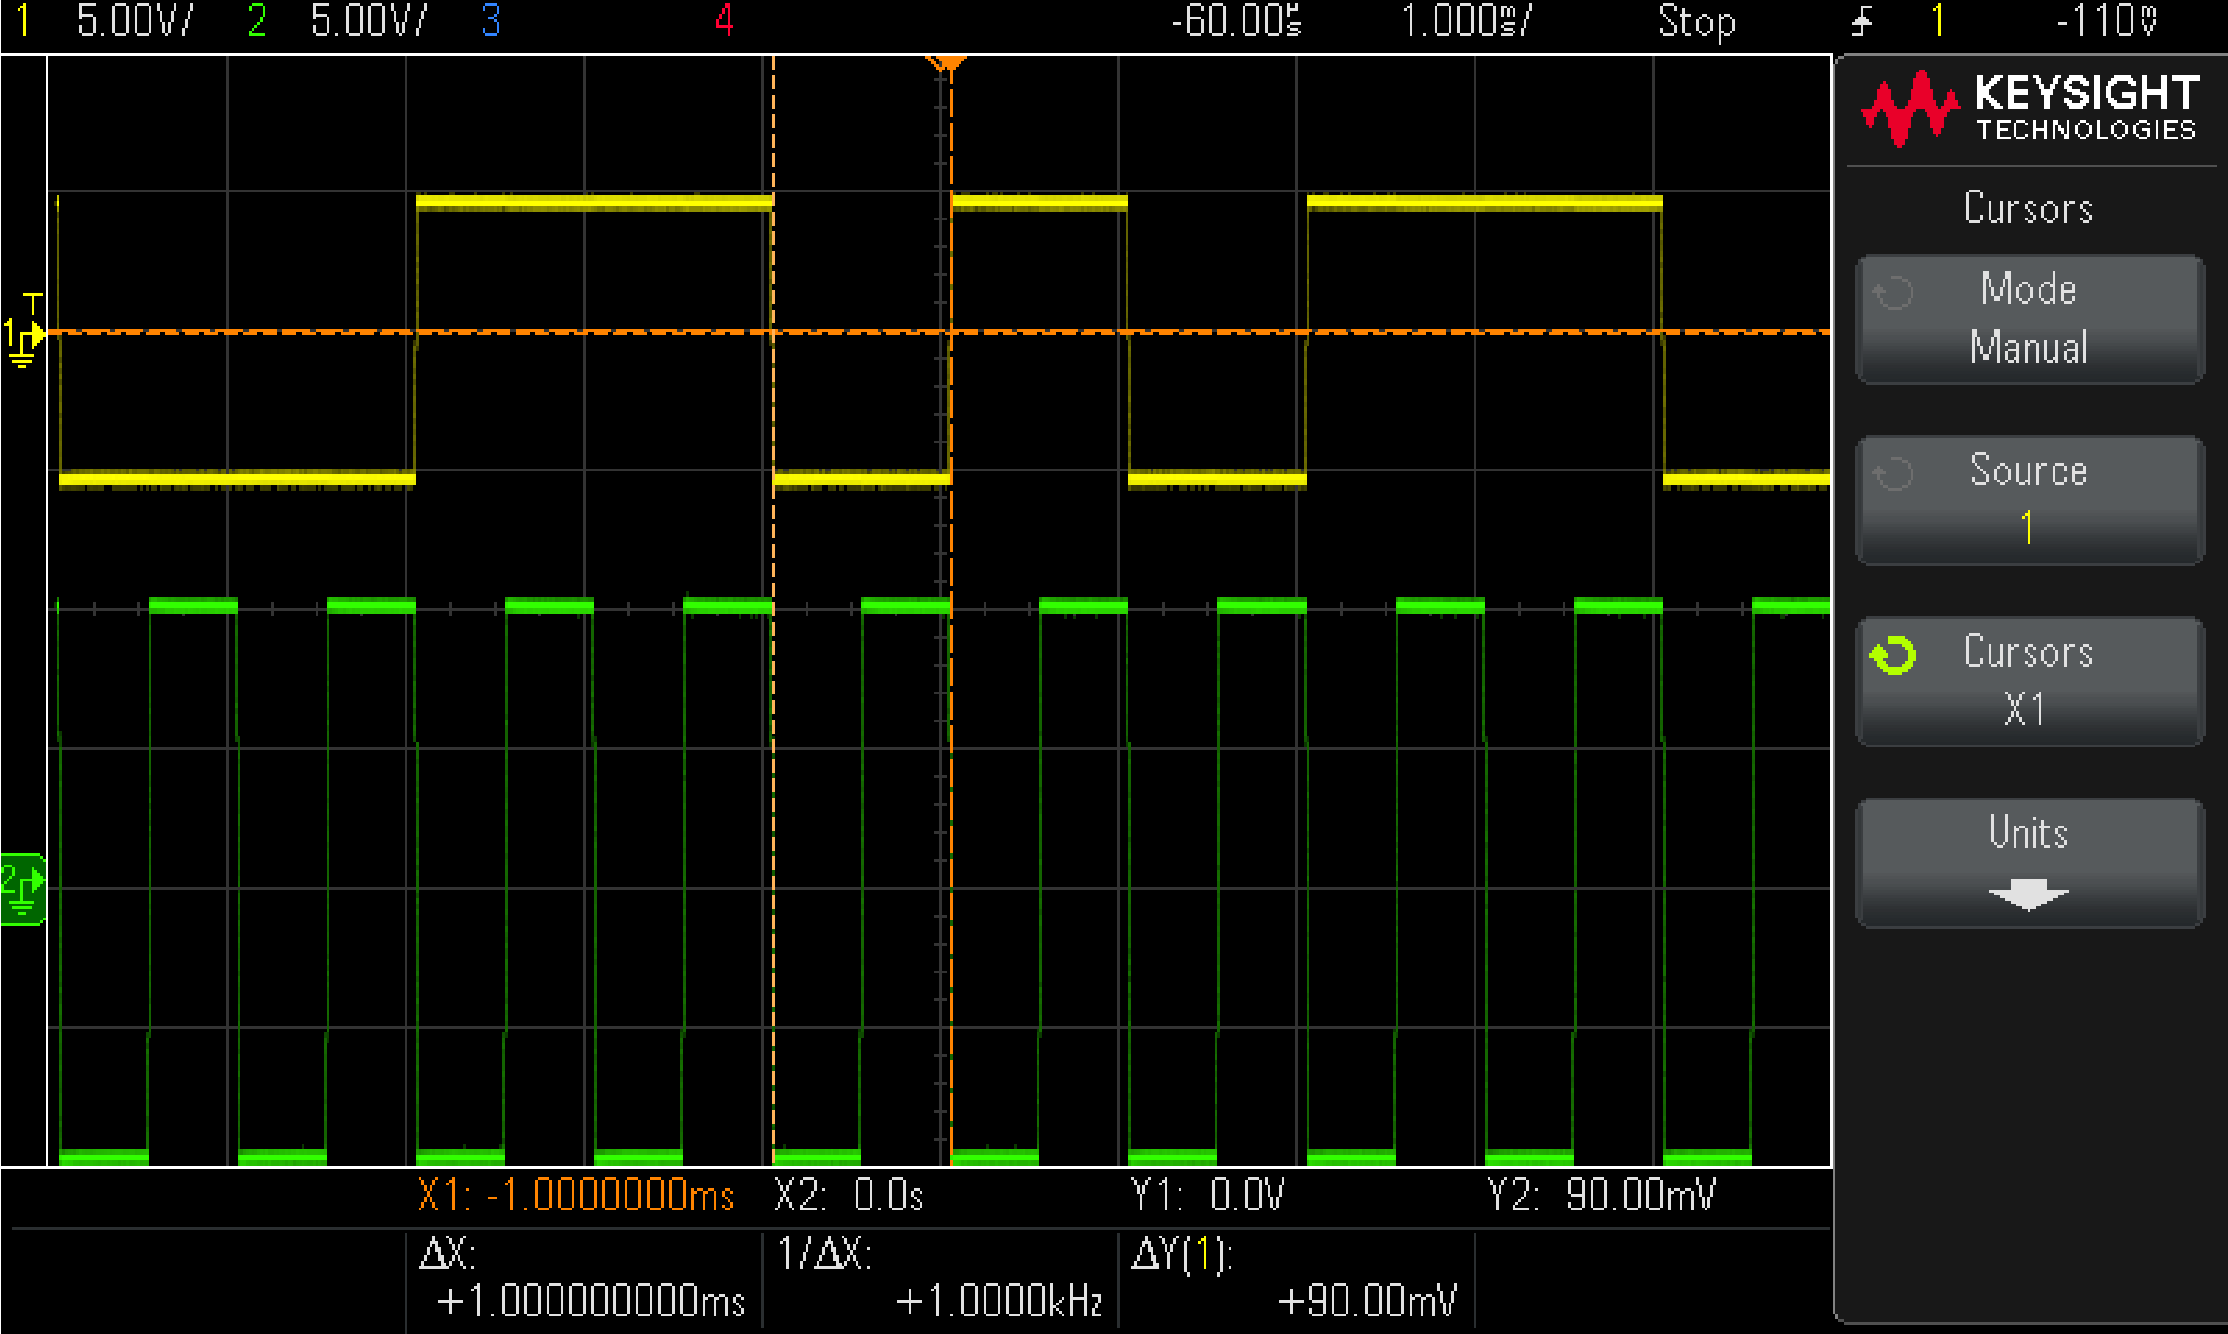 1 5.00V/ 2 5.00V/ 3 4 -60.00µs 1.000ms/ Stop 1 -110mV
KEYSIGHT
TECHNOLOGIES
Cursors
Mode
Manual
Source
1
Cursors
X1
Units
T
1
2
X1: -1.0000000ms X2: 0.0s Y1: 0.0V Y2: 90.00mV
ΔX: 1/ΔX: ΔY(1):
+1.000000000ms +1.0000kHz +90.00mV